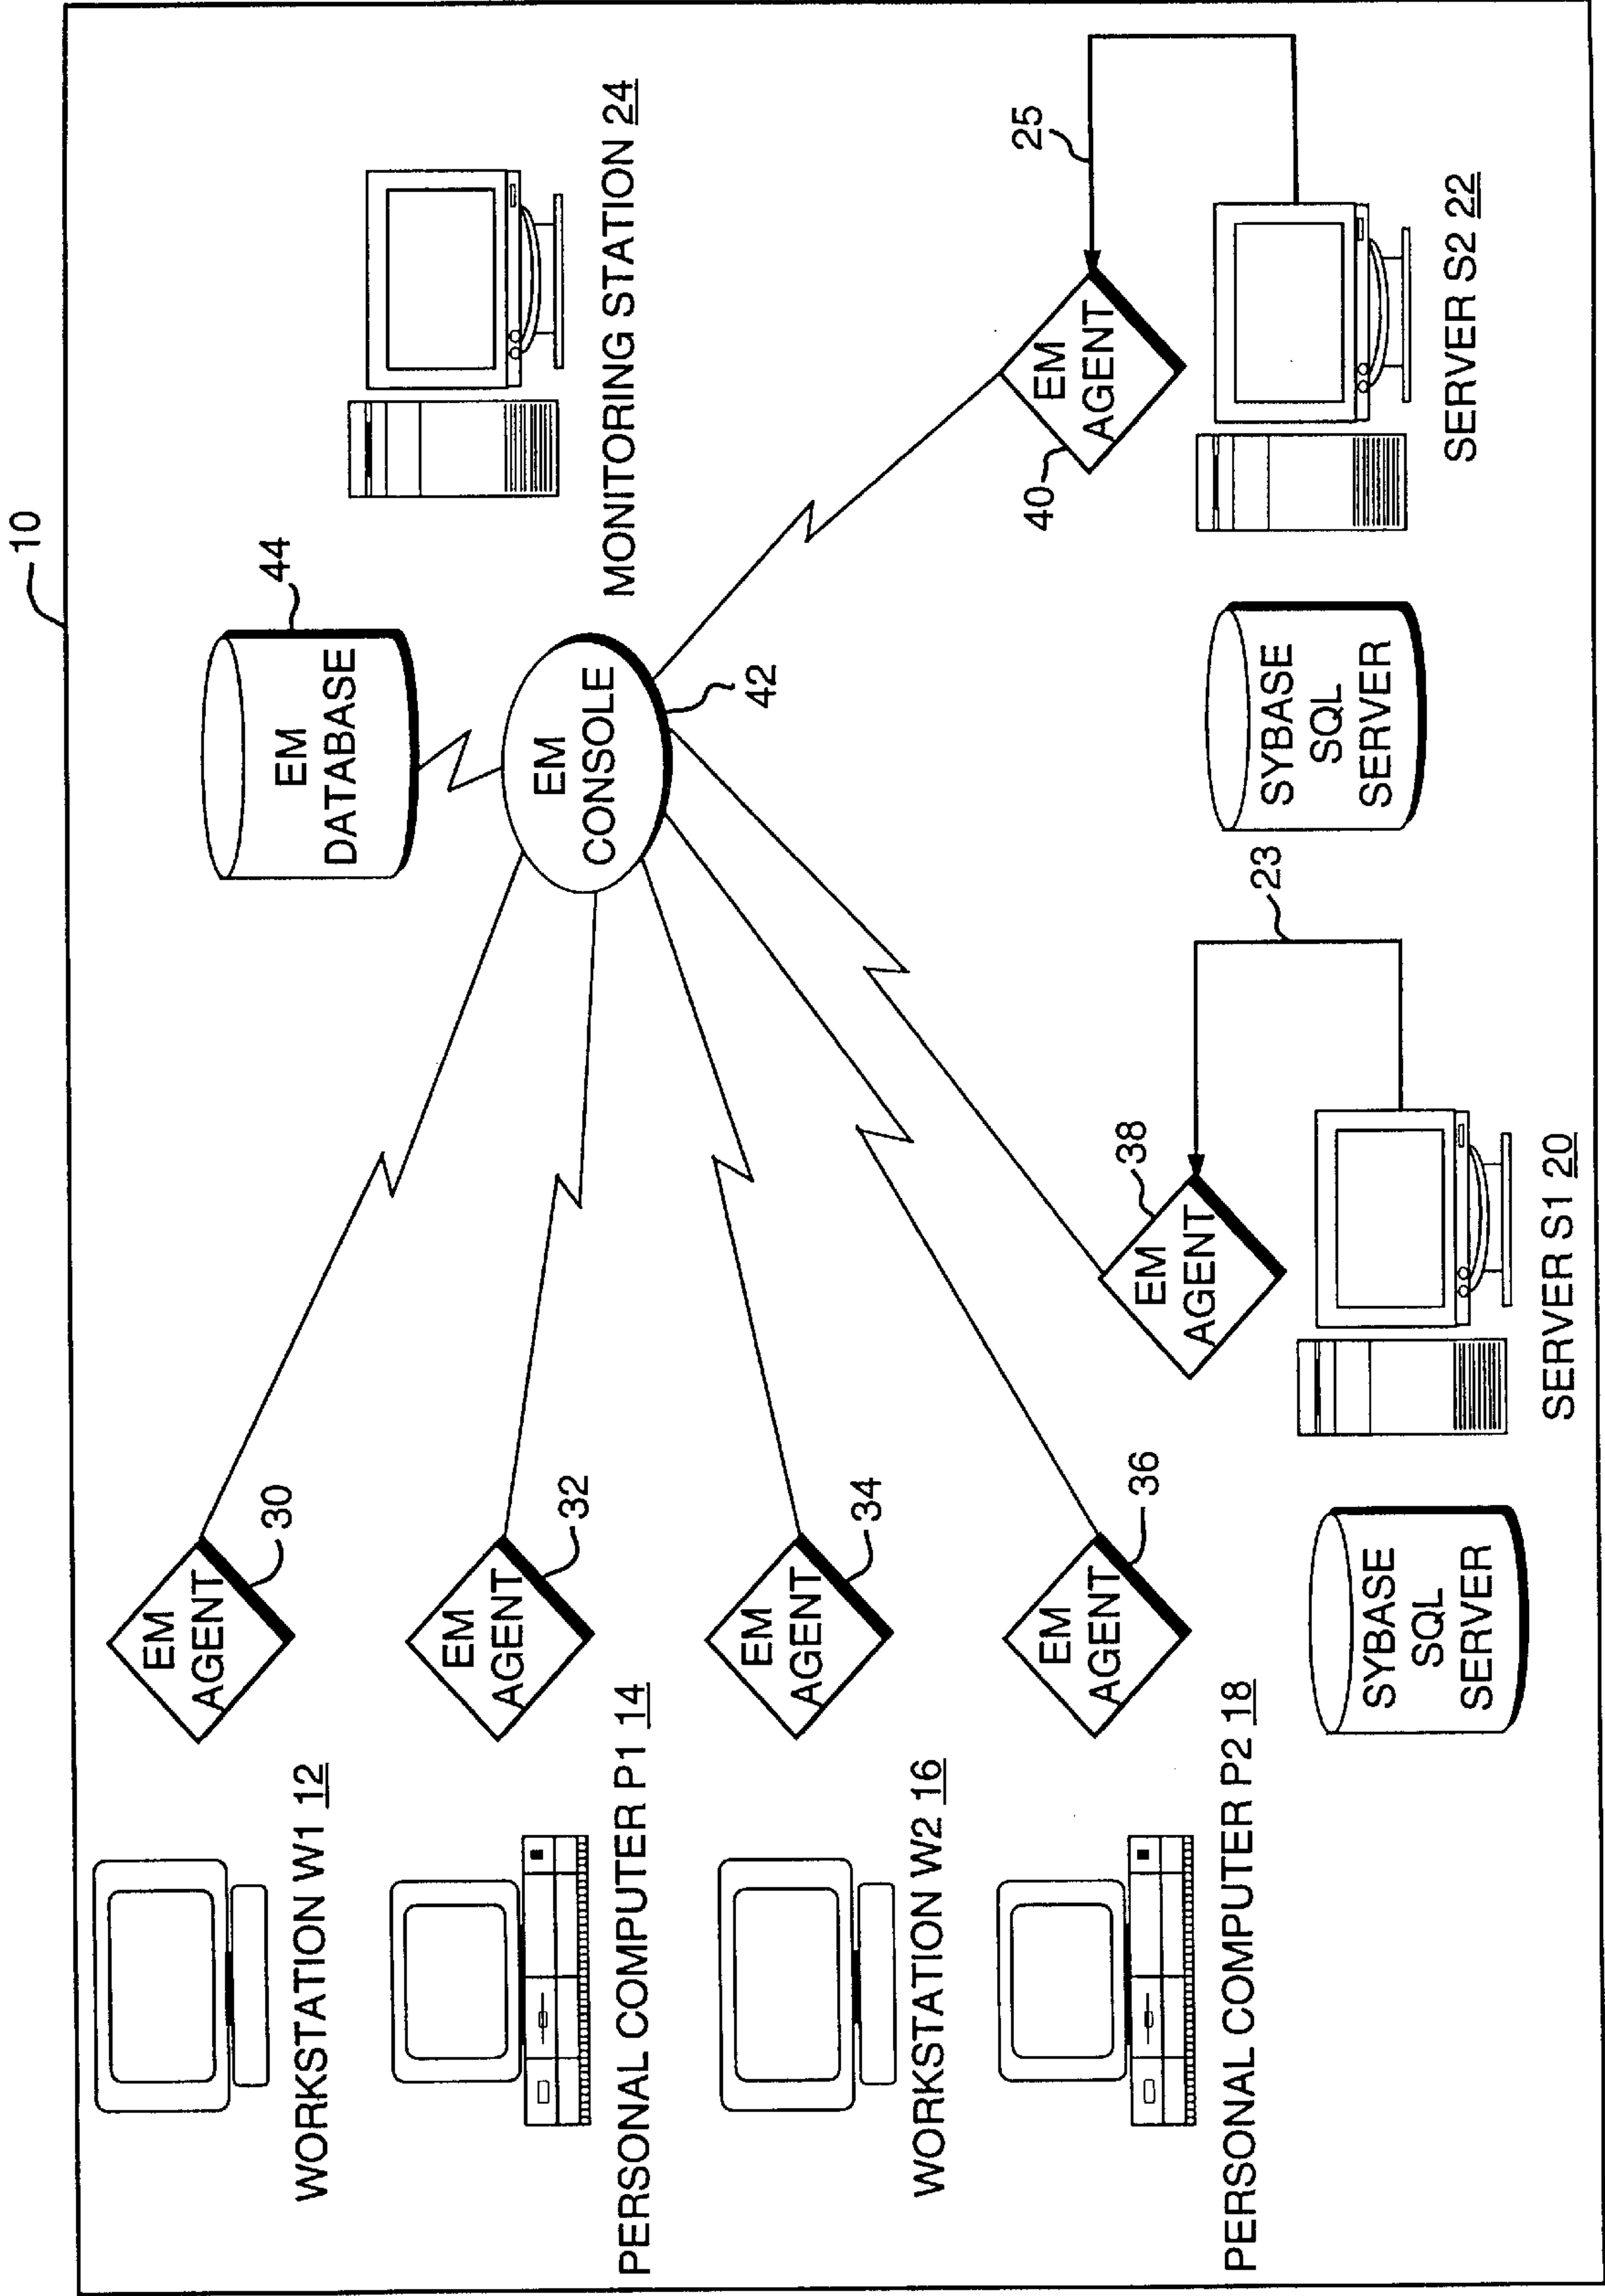 10
EM
DATABASE
44
MONITORING STATION 24
EM
CONSOLE
42
WORKSTATION W1 12
EM
AGENT
30
PERSONAL COMPUTER P1 14
EM
AGENT
32
WORKSTATION W2 16
EM
AGENT
34
PERSONAL COMPUTER P2 18
EM
AGENT
36
EM
AGENT
38
23
SYBASE
SQL
SERVER
SERVER S1 20
EM
AGENT
40
25
SYBASE
SQL
SERVER
SERVER S2 22